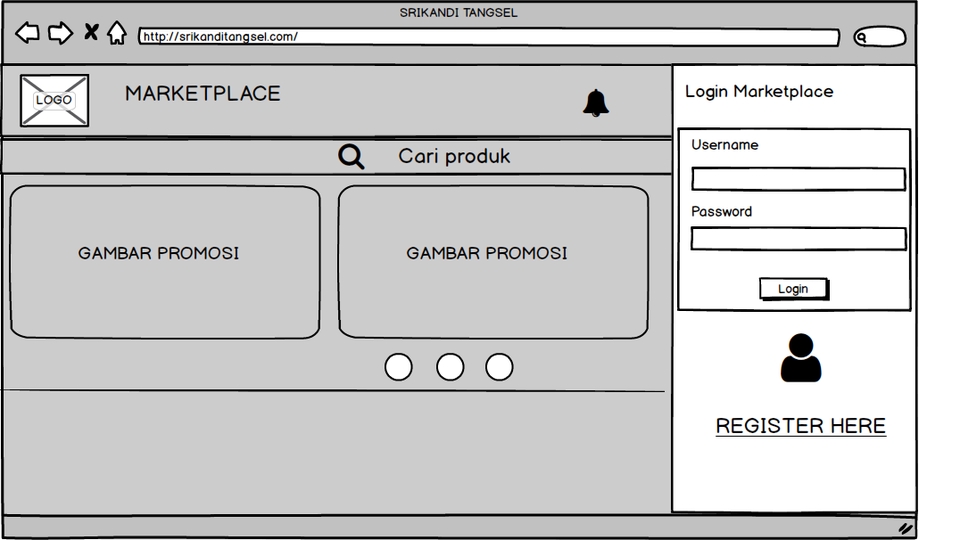 SRIKANDI TANGSEL
http://srikanditangsel.com/
LOGO
MARKETPLACE
Cari produk
GAMBAR PROMOSI
GAMBAR PROMOSI
Login Marketplace
Username
Password
Login
REGISTER HERE